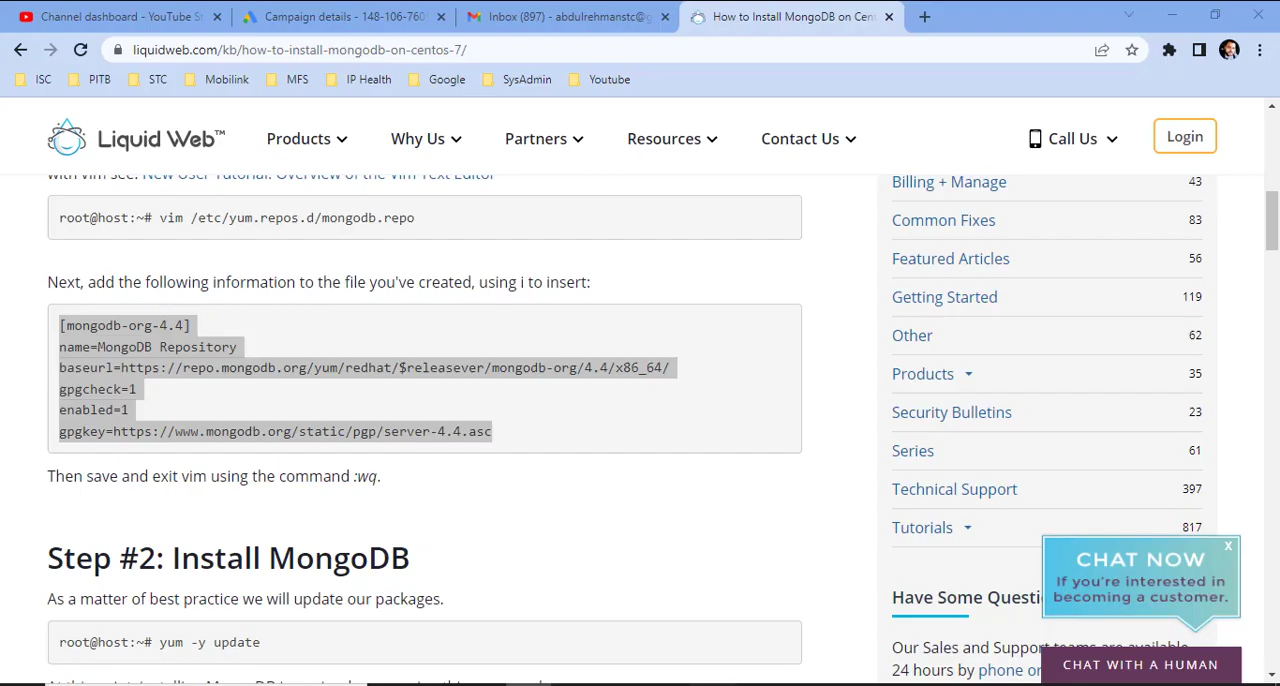 Channel dashboard - YouTube St
Campaign details - 148-106-760
Inbox (897) - abdulrehmanstc@g
How to Install MongoDB on Cent
liquidweb.com/kb/how-to-install-mongodb-on-centos-7/
ISC PITB STC Mobilink MFS IP Health Google SysAdmin Youtube
Liquid Web™
Products Why Us Partners Resources Contact Us Call Us Login
with vim see: New User Tutorial: Overview of the Vim Text Editor
root@host:~# vim /etc/yum.repos.d/mongodb.repo
Next, add the following information to the file you've created, using i to insert:
[mongodb-org-4.4]
name=MongoDB Repository
baseurl=https://repo.mongodb.org/yum/redhat/$releasever/mongodb-org/4.4/x86_64/
gpgcheck=1
enabled=1
gpgkey=https://www.mongodb.org/static/pgp/server-4.4.asc
Then save and exit vim using the command :wq.
Step #2: Install MongoDB
As a matter of best practice we will update our packages.
root@host:~# yum -y update
Billing + Manage 43
Common Fixes 83
Featured Articles 56
Getting Started 119
Other 62
Products 35
Security Bulletins 23
Series 61
Technical Support 397
Tutorials 817
Have Some Questi
Our Sales and Support teams are available
24 hours by phone or
X
CHAT NOW
If you're interested in
becoming a customer.
CHAT WITH A HUMAN